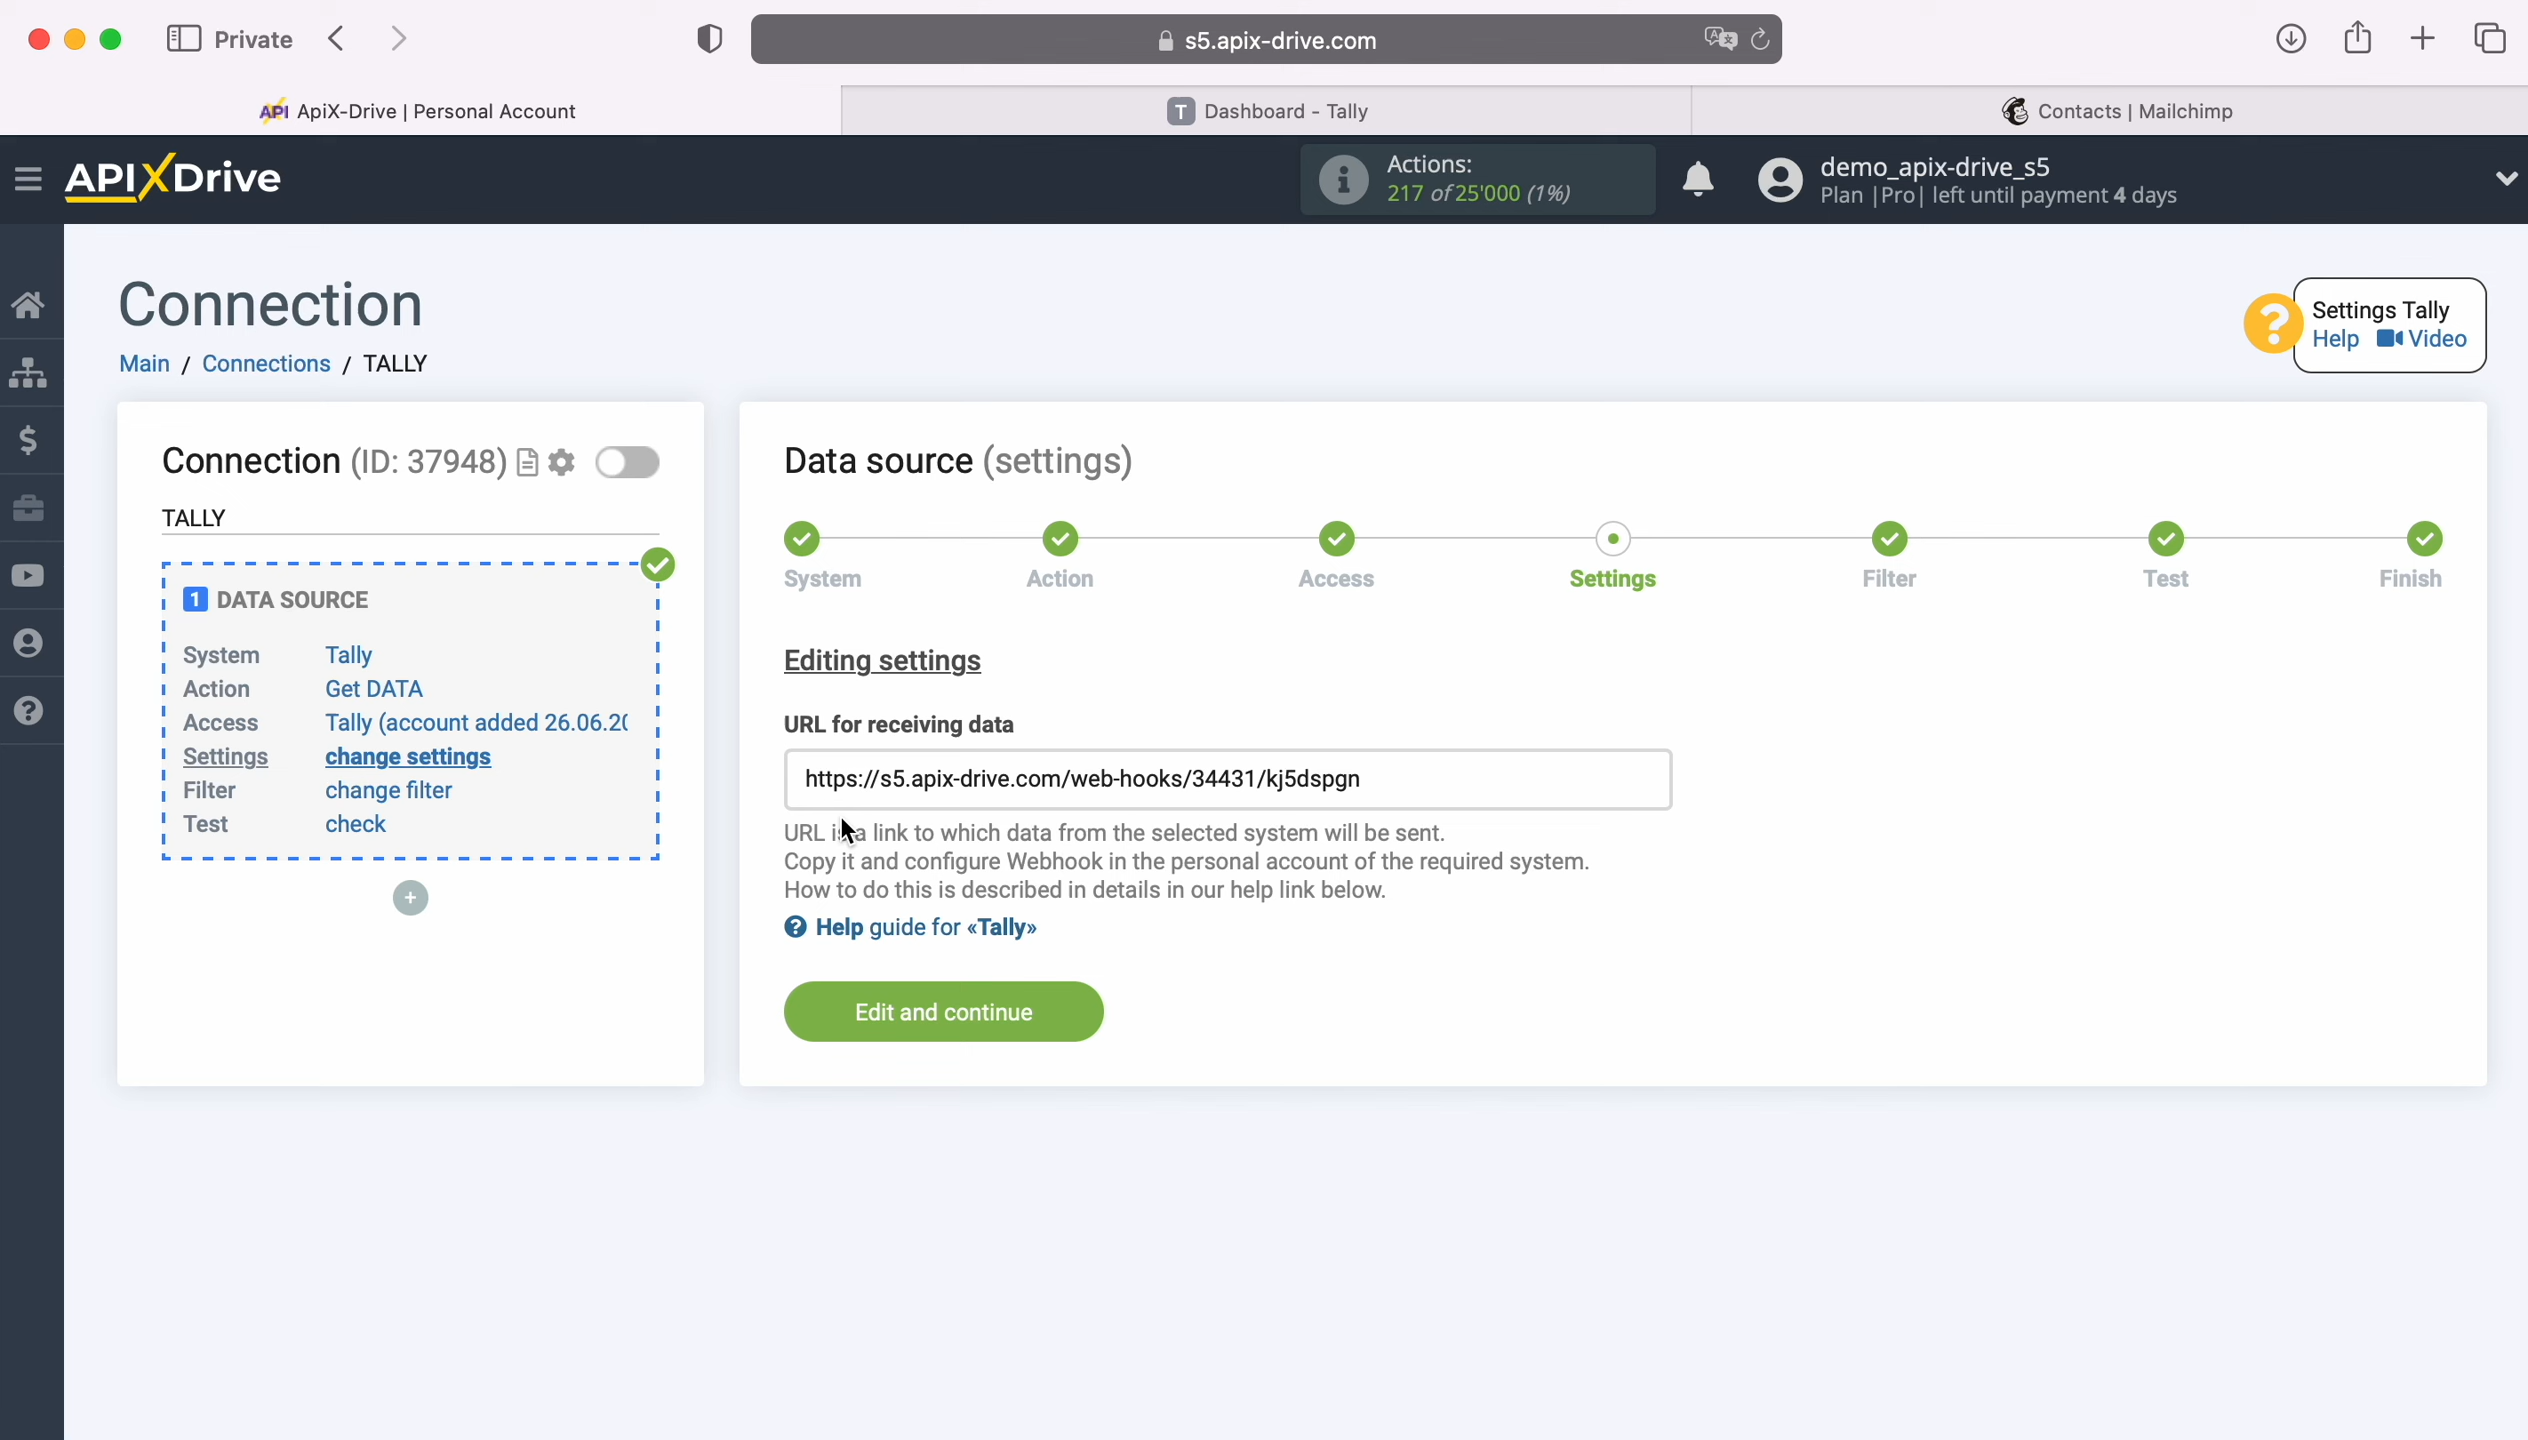 Private
s5.apix-drive.com
API ApiX-Drive | Personal Account
T Dashboard - Tally
Contacts | Mailchimp
APIXDrive
Actions:
217 of 25'000 (1%)
demo_apix-drive_s5
Plan |Pro| left until payment 4 days
Connection
Main / Connections / TALLY
Settings Tally
Help Video
Connection (ID: 37948)
TALLY
1 DATA SOURCE
System Tally
Action Get DATA
Access Tally (account added 26.06.20
Settings change settings
Filter change filter
Test check
Data source (settings)
System Action Access Settings Filter Test Finish
Editing settings
URL for receiving data
https://s5.apix-drive.com/web-hooks/34431/kj5dspgn
URL is a link to which data from the selected system will be sent.
Copy it and configure Webhook in the personal account of the required system.
How to do this is described in details in our help link below.
Help guide for «Tally»
Edit and continue